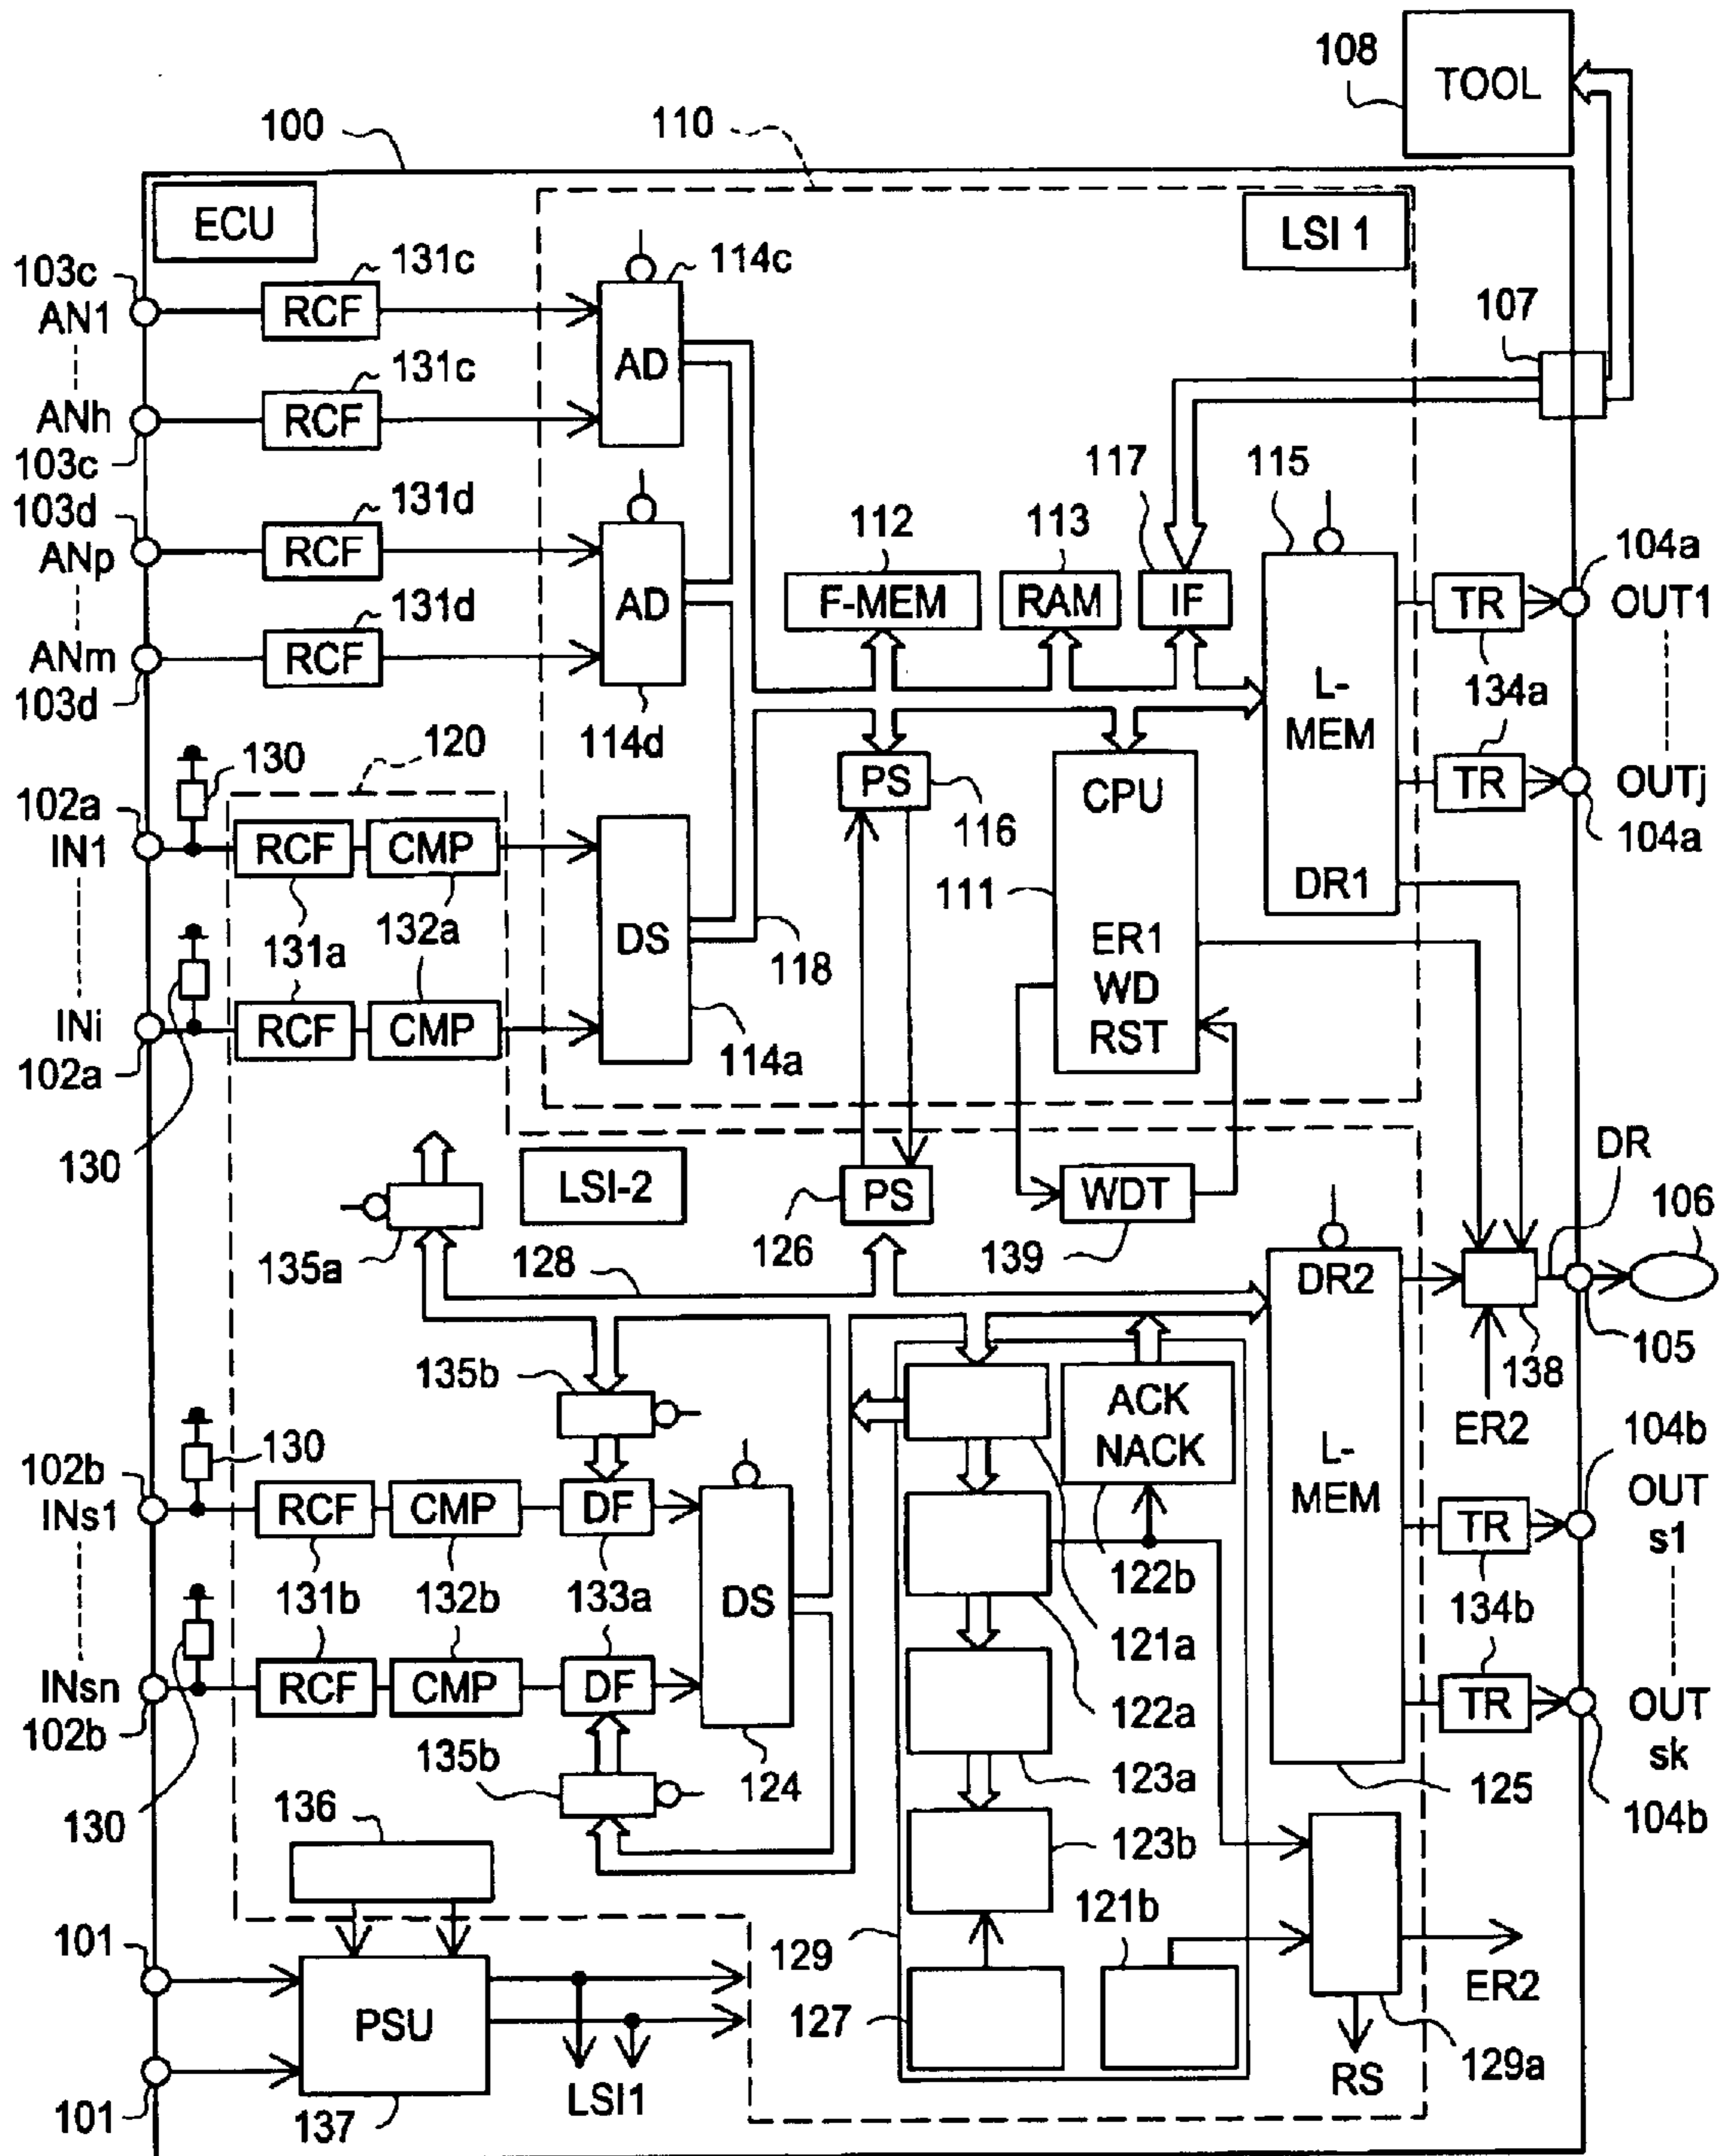 108
TOOL
100
110
ECU
LSI 1
103c
AN1
131c
RCF
114c
AD
107
131c
ANh
RCF
103c
117
115
103d
ANp
131d
RCF
112
113
AD
F-MEM
RAM
IF
104a
TR
OUT1
131d
ANm
RCF
103d
L-
MEM
134a
114d
120
130
PS
CPU
TR
OUTj
102a
IN1
RCF
CMP
116
104a
DR1
111
131a
132a
DS
118
ER1
WD
RST
INi
RCF
CMP
102a
114a
130
LSI-2
PS
WDT
DR
106
135a
128
126
139
DR2
135b
138
105
ACK
NACK
ER2
102b
130
104b
INs1
RCF
CMP
DF
L-
MEM
OUT
s1
TR
131b
132b
133a
DS
122b
134b
121a
INsn
RCF
CMP
DF
122a
TR
OUT
sk
102b
135b
124
123a
125
130
136
123b
104b
121b
101
129
ER2
PSU
127
129a
101
137
LSI1
RS